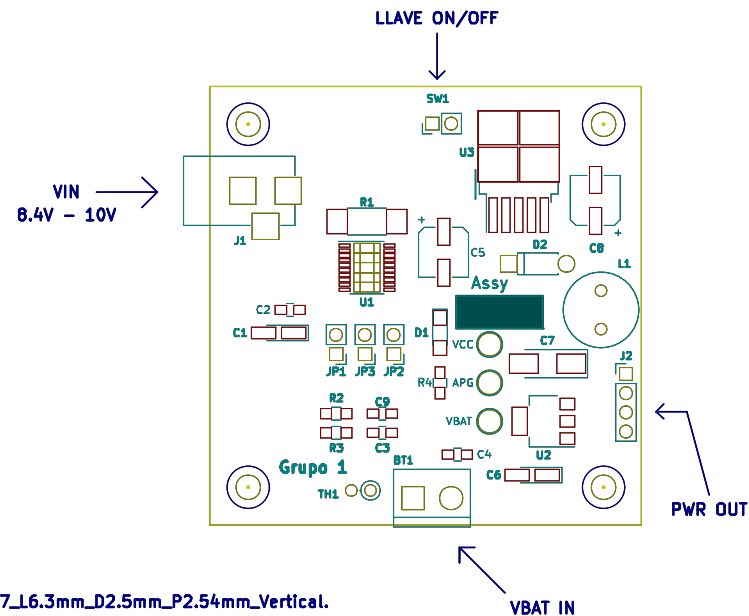 LLAVE ON/OFF
SW1
U3
VIN
8.4V - 10V
R1
J1
+
C5
+
C8
D2
L1
Assy
U1
C2
C1
D1
VCC
C7
JP1
JP3
JP2
R4
APG
J2
R2
C9
VBAT
R3
C3
U2
Grupo 1
BT1
C4
C6
TH1
PWR OUT
7_L6.3mm_D2.5mm_P2.54mm_Vertical.
VBAT IN